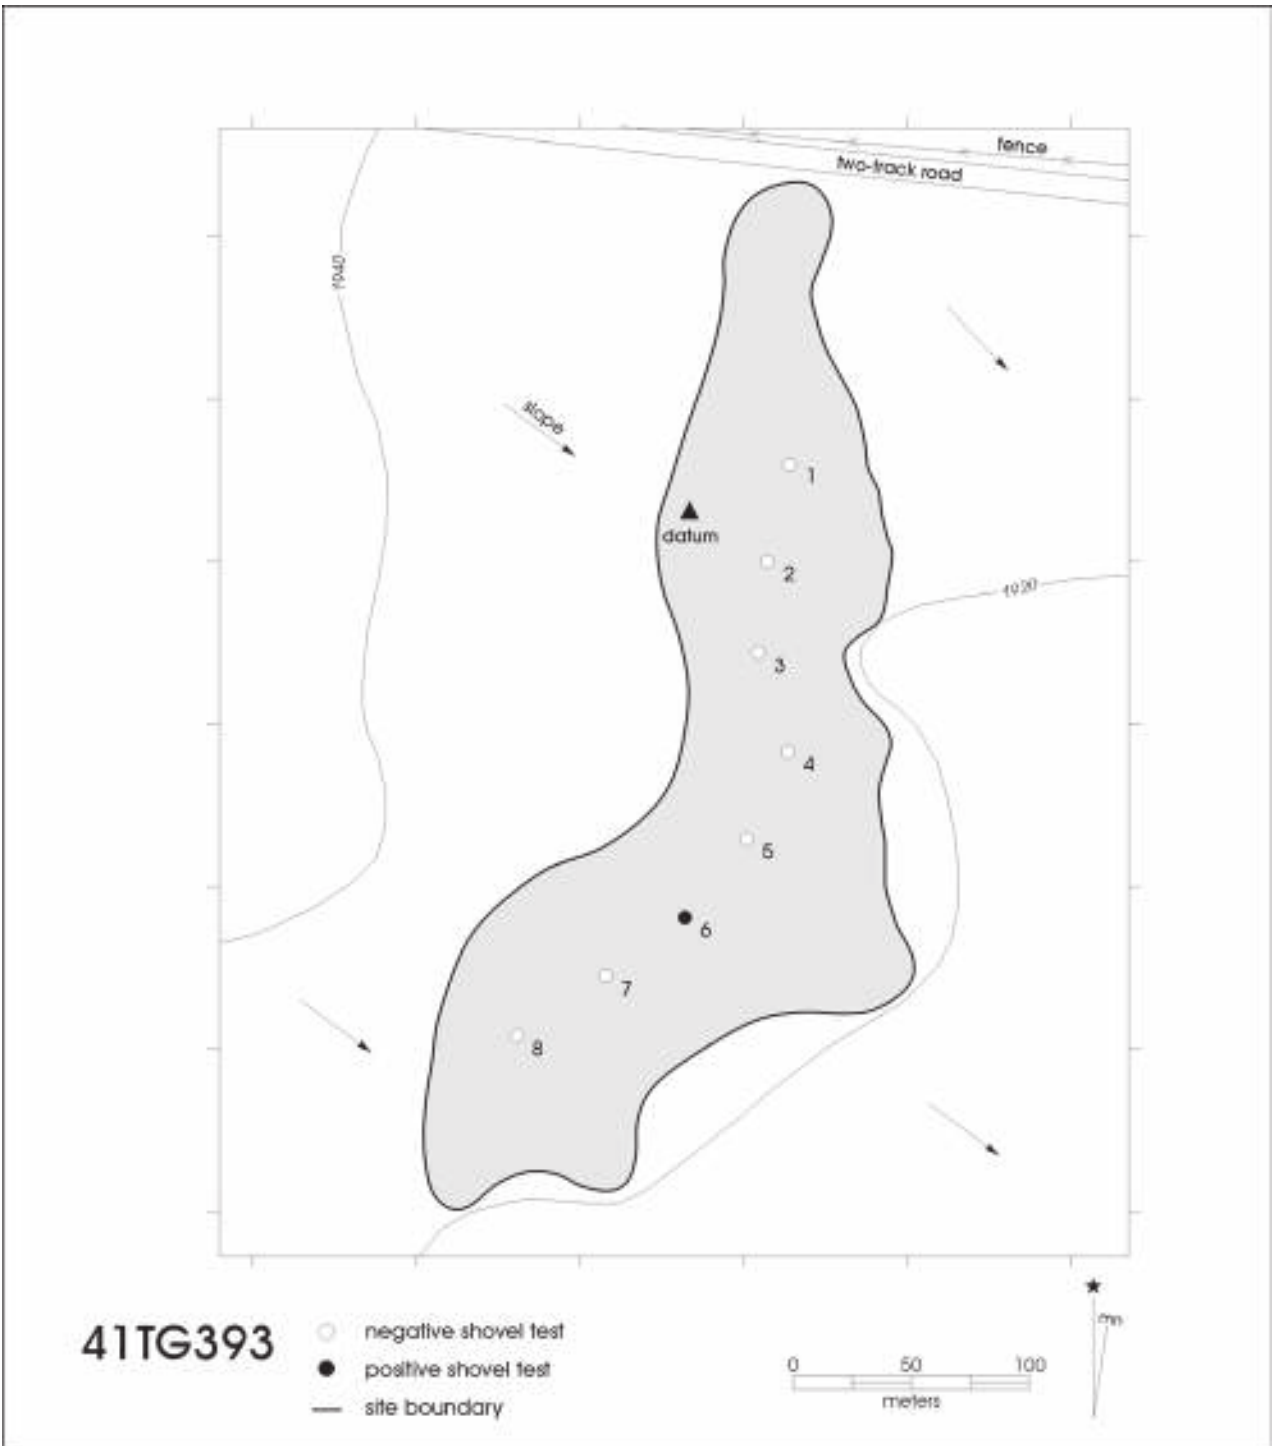 fence
two-track road
1940
slope
1
datum
2
1920
3
4
5
6
7
8
41TG393
negative shovel test
positive shovel test
site boundary
mn
0 50 100
meters